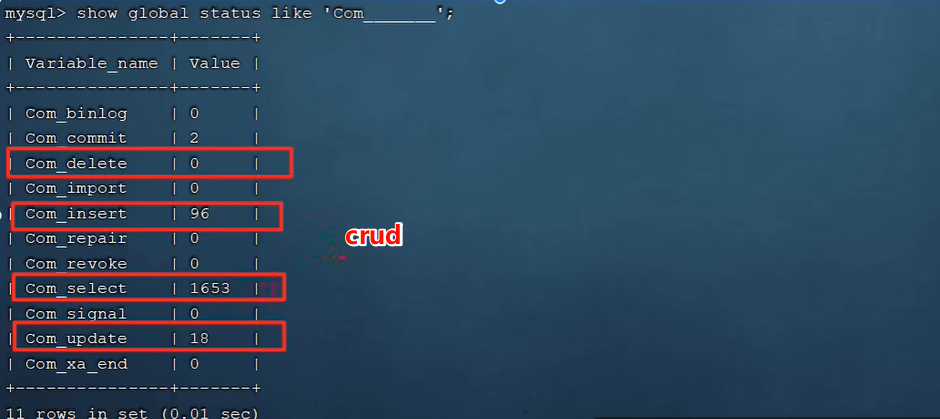 mysql> show global status like 'Com_______';
+---------------+-------+
| Variable_name | Value |
+---------------+-------+
| Com_binlog    | 0     |
| Com_commit    | 2     |
| Com_delete    | 0     |
| Com_import    | 0     |
| Com_insert    | 96    |
| Com_repair    | 0     |
| Com_revoke    | 0     |
| Com_select    | 1653  |
| Com_signal    | 0     |
| Com_update    | 18    |
| Com_xa_end    | 0     |
+---------------+-------+
11 rows in set (0.01 sec)
crud